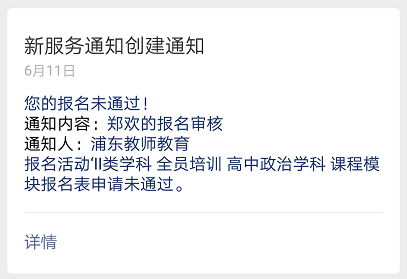 新服务通知创建通知
6月11日
您的报名未通过！
通知内容：郑欢的报名审核
通知人：浦东教师教育
报名活动‘II类学科 全员培训 高中政治学科 课程模
块报名表申请未通过。
详情